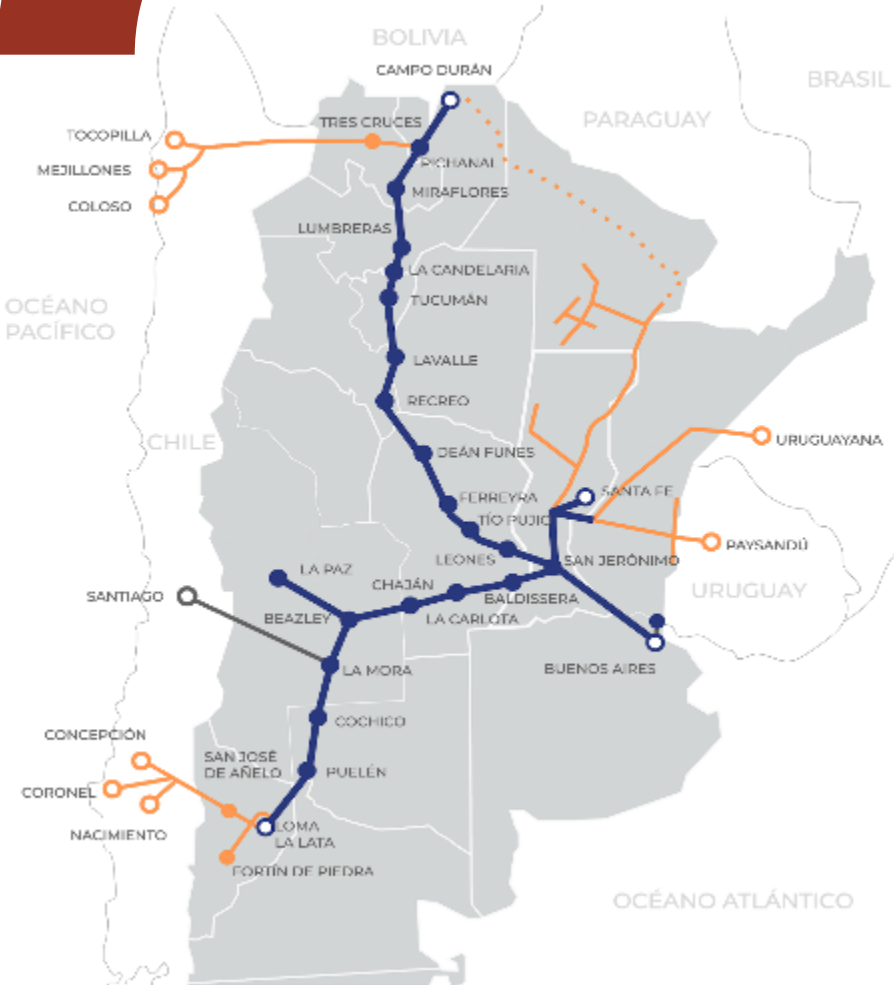 BOLIVIA
CAMPO DURÁN
BRASIL
TRES CRUCES
PARAGUAY
TOCOPILLA
PICHANAL
MEJILLONES
MIRAFLORES
COLOSO
LUMBRERAS
LA CANDELARIA
TUCUMÁN
OCÉANO
PACÍFICO
LAVALLE
RECREO
CHILE
URUGUAYANA
DEÁN FUNES
FERREYRA
SANTA FE
TÍO PUJIO
PAYSANDÚ
LEONES
SAN JERÓNIMO
LA PAZ
CHAJÁN
BALDISSERA
URUGUAY
SANTIAGO
BEAZLEY
LA CARLOTA
LA MORA
BUENOS AIRES
COCHICO
CONCEPCIÓN
SAN JOSÉ
DE AÑELO
PUELÉN
CORONEL
NACIMIENTO
LOMA
LA LATA
FORTÍN DE PIEDRA
OCÉANO ATLÁNTICO